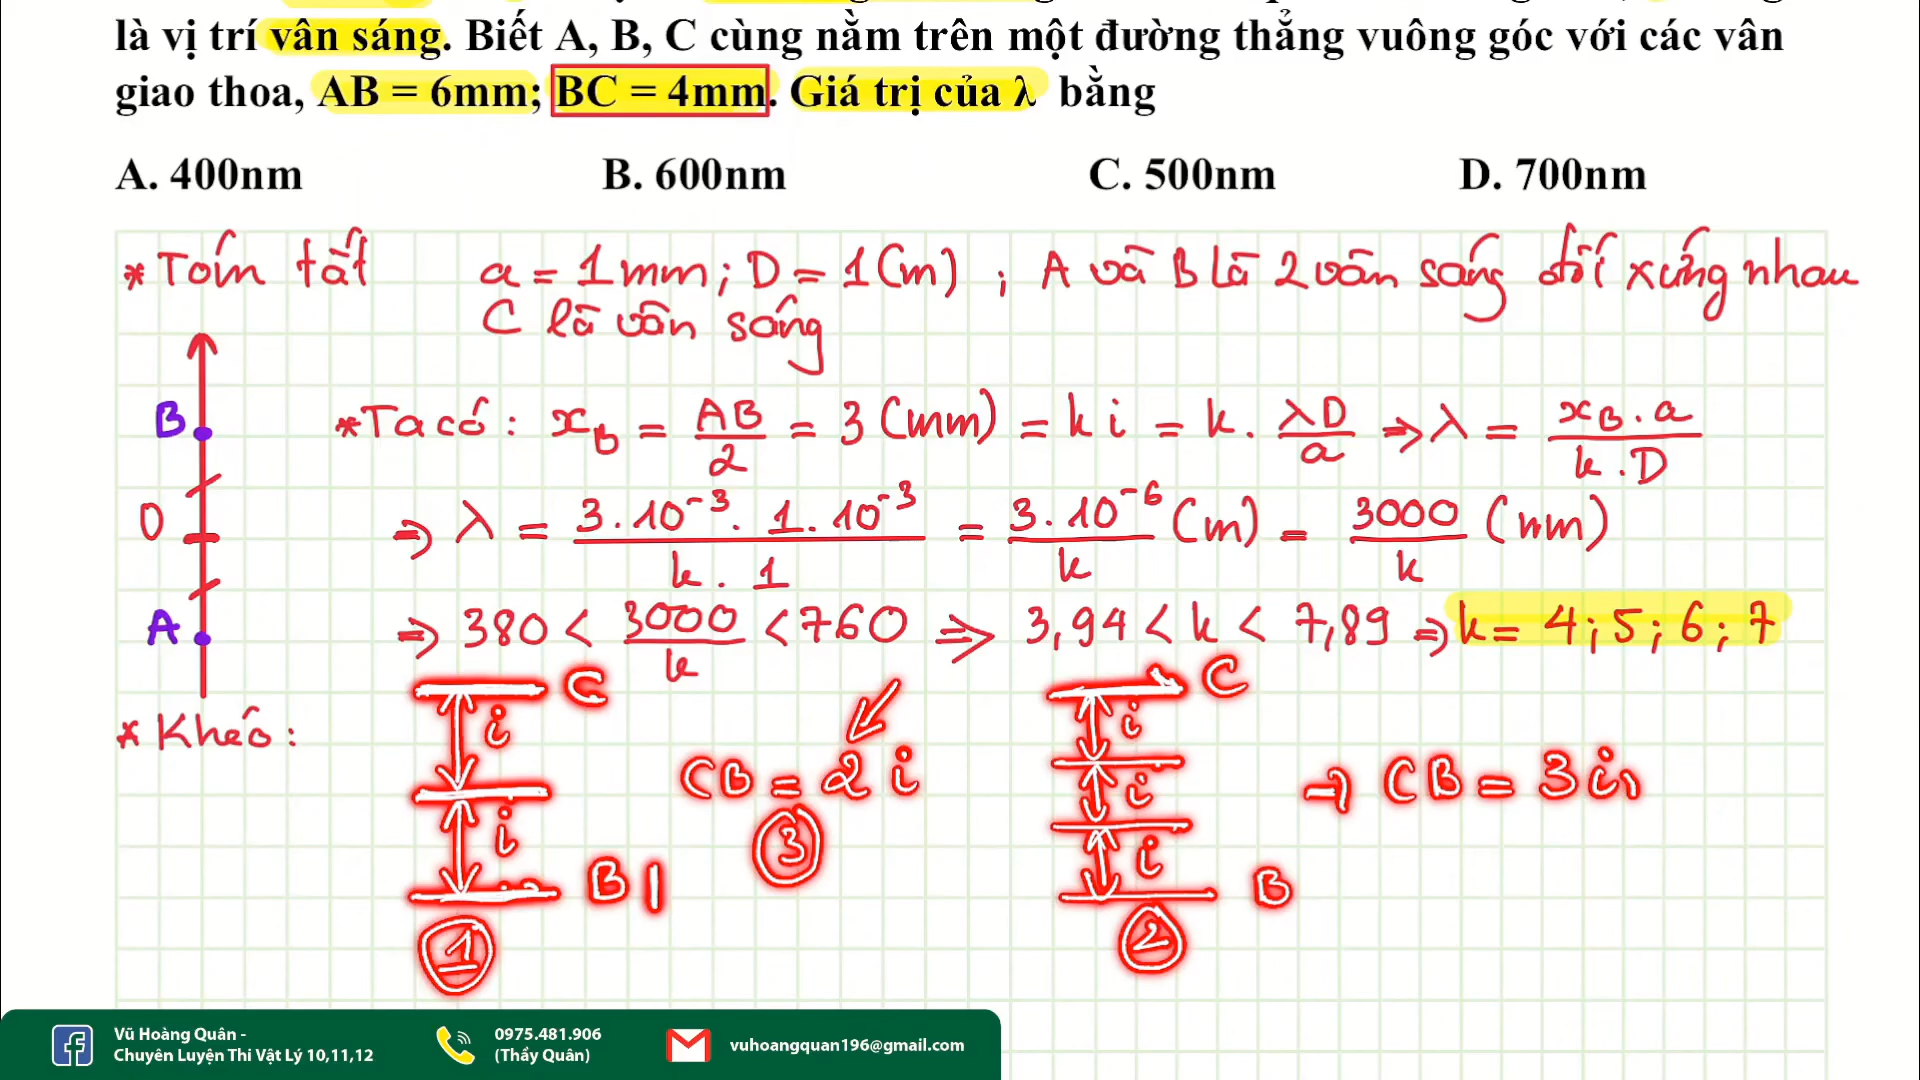 là vị trí vân sáng. Biết A, B, C cùng nằm trên một đường thẳng vuông góc với các vân
giao thoa, AB = 6mm; BC = 4mm. Giá trị của λ bằng
A. 400nm B. 600nm C. 500nm D. 700nm
* Tóm tắt a = 1mm; D = 1(m) ; A và B là 2 vân sáng đối xứng nhau
C là vân sáng
B
O
A
* Ta có: x_B = AB/2 = 3 (mm) = ki = k. λD/a => λ = x_B . a / k . D
=> λ = 3.10^-3 . 1.10^-3 / k . 1 = 3.10^-6 / k (m) = 3000 / k (nm)
=> 380 < 3000 / k < 760 => 3,94 < k < 7,89 => k = 4; 5; 6; 7
* Khéo:
C
i
i
B
1
CB = 2i
3
C
i
i
i
B
2
=> CB = 3i
Vũ Hoàng Quân -
Chuyên Luyện Thi Vật Lý 10,11,12
0975.481.906
(Thầy Quân)
vuhoangquan196@gmail.com